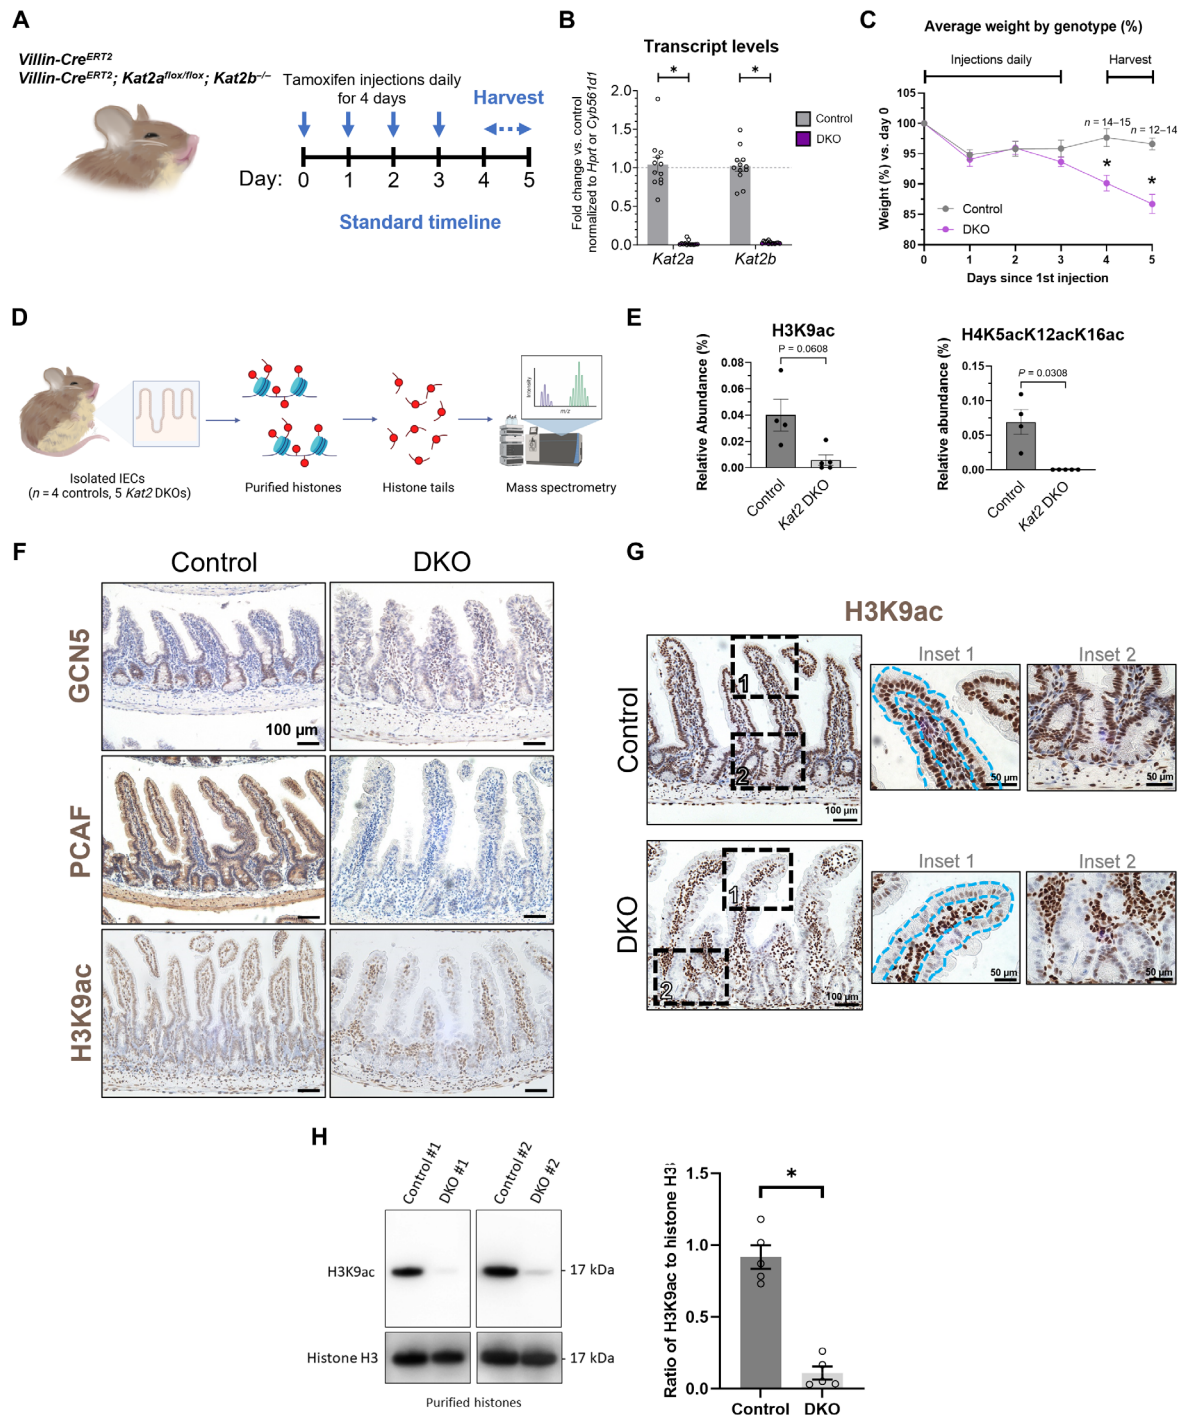 A
Villin-CreERT2
Villin-CreERT2; Kat2aflox/flox; Kat2b–/–
Tamoxifen injections daily
for 4 days
Harvest
Day: 0 1 2 3 4 5
Standard timeline
B
Transcript levels
* *
Fold change vs. control
normalized to Hprt or Cyb561d1
2.0
1.5
1.0
0.5
0.0
Kat2a Kat2b
Control
DKO
C
Average weight by genotype (%)
Injections daily Harvest
Weight (%) vs. day 0
105
100
95
90
85
80
n = 14–15
n = 12–14
* *
Control
DKO
0 1 2 3 4 5
Days since 1st injection
D
Isolated IECs
(n = 4 controls, 5 Kat2 DKOs)
Purified histones
Histone tails
Intensity
m/z
Mass spectrometry
E
H3K9ac
P = 0.0608
Relative Abundance (%)
0.08
0.06
0.04
0.02
0.00
Control
Kat2 DKO
H4K5acK12acK16ac
P = 0.0308
Relative Abundance (%)
0.15
0.10
0.05
0.00
Control
Kat2 DKO
F
Control DKO
GCN5
100 µm
PCAF
H3K9ac
G
H3K9ac
Control
1
2
100 µm
Inset 1
50 µm
Inset 2
50 µm
DKO
1
2
100 µm
Inset 1
50 µm
Inset 2
50 µm
H
Control #1
DKO #1
Control #2
DKO #2
H3K9ac
- 17 kDa
Histone H3
- 17 kDa
Purified histones
Ratio of H3K9ac to histone H3
1.5
1.0
0.5
0.0
*
Control DKO